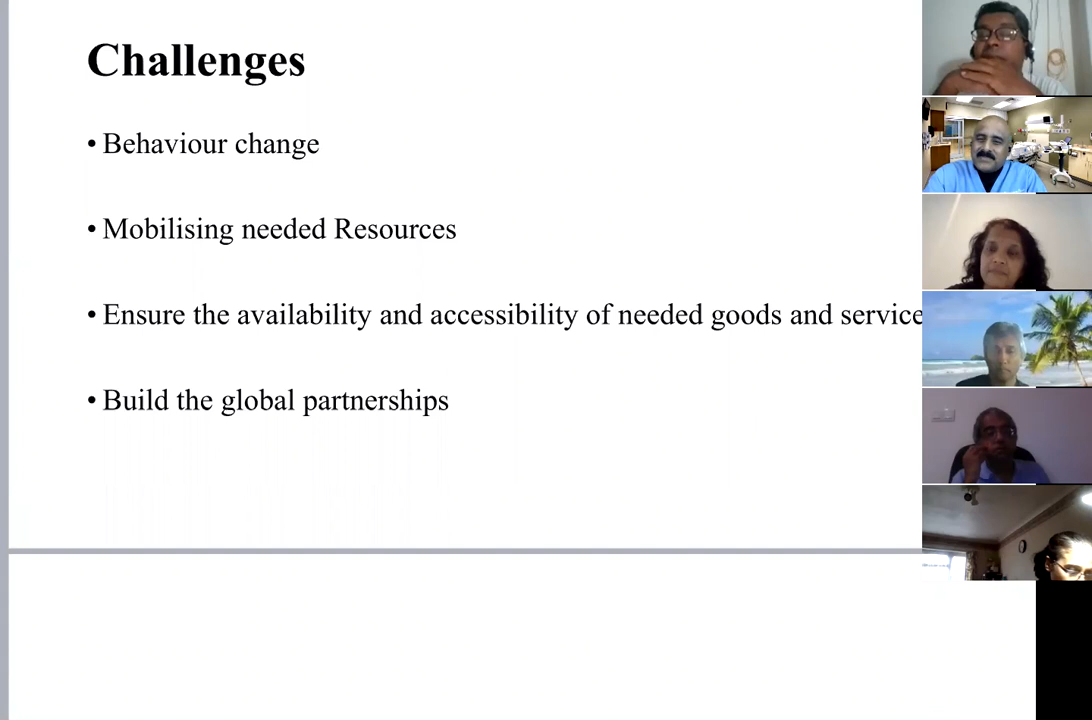 Challenges
• Behaviour change
• Mobilising needed Resources
• Ensure the availability and accessibility of needed goods and service
• Build the global partnerships